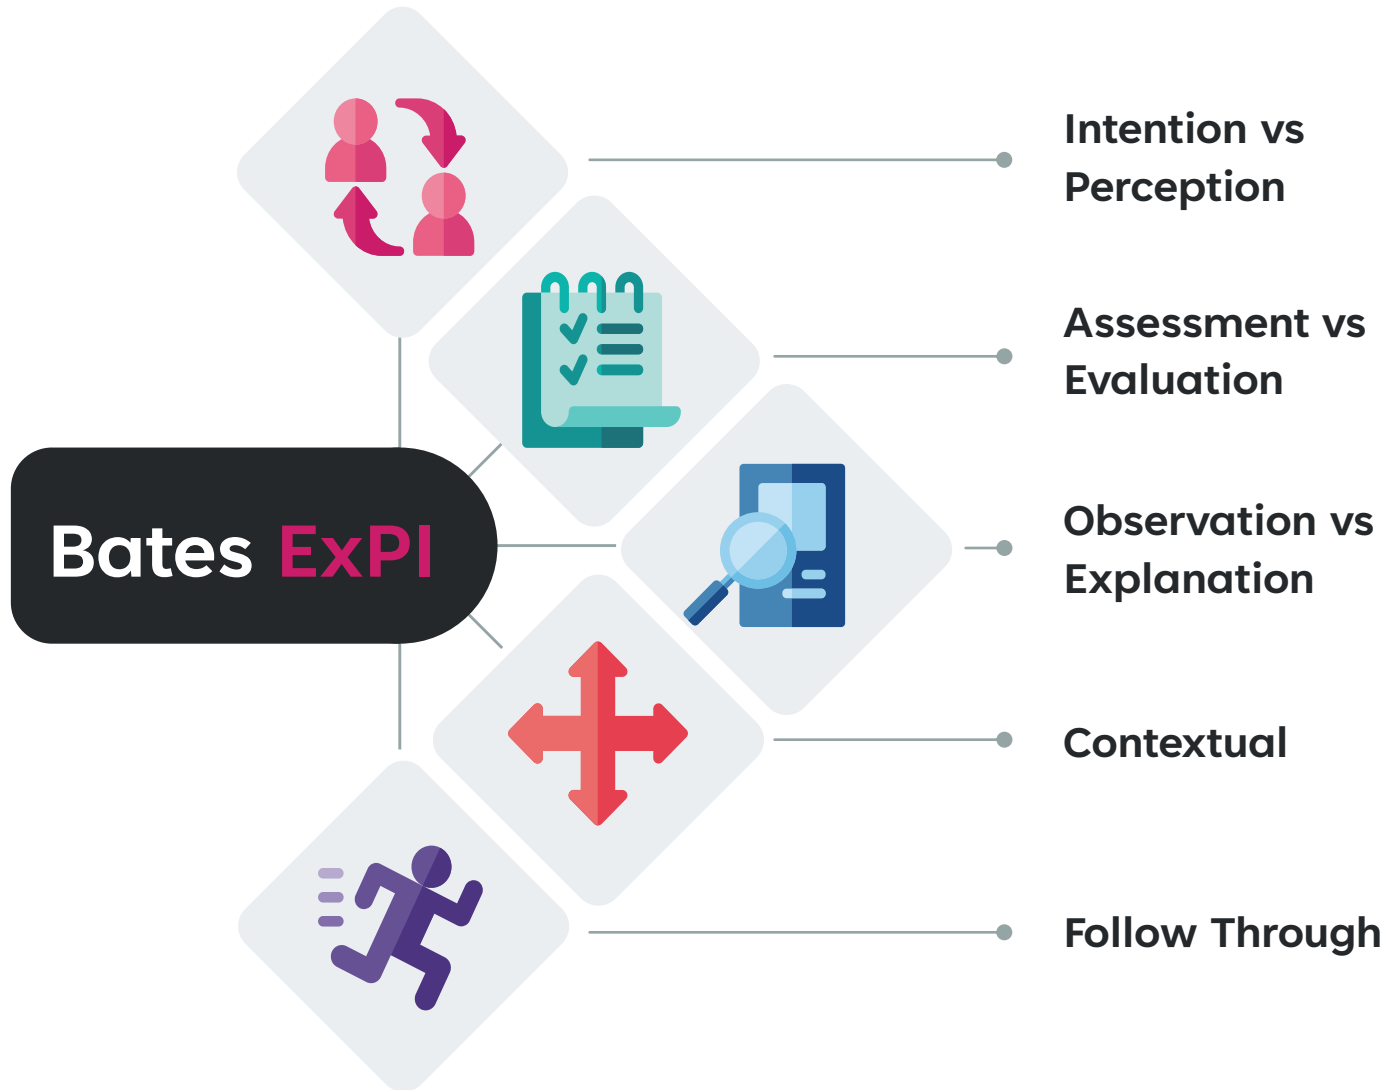 Intention vs
Perception
Assessment vs
Evaluation
Observation vs
Explanation
Bates ExPI
Contextual
Follow Through